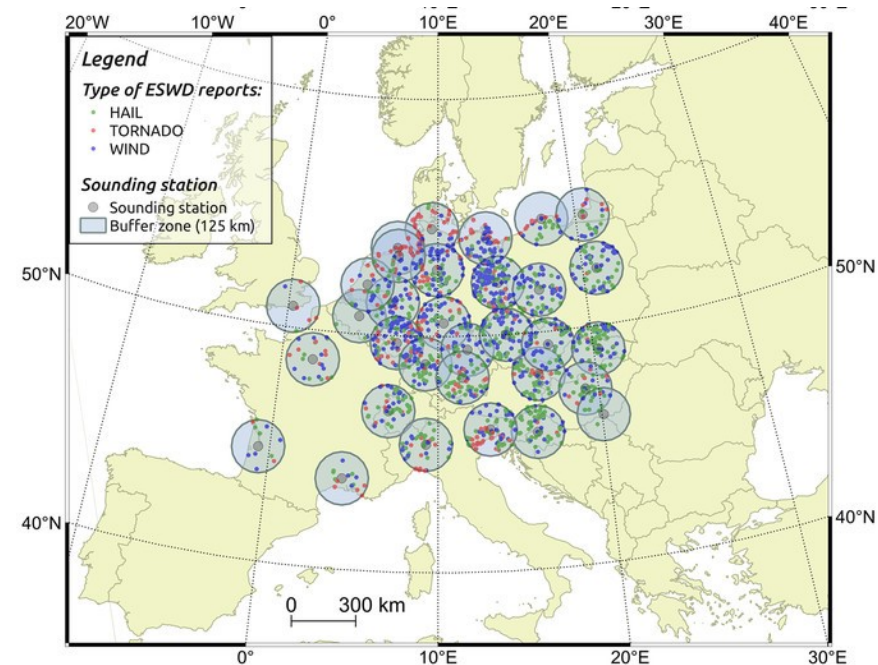 20°W 10°W 0° 10°E 20°E 30°E 40°E
Legend
Type of ESWD reports:
HAIL
TORNADO
WIND
Sounding station
Sounding station
Buffer zone (125 km)
50°N 50°N
40°N 40°N
0 300 km
0° 10°E 20°E 30°E